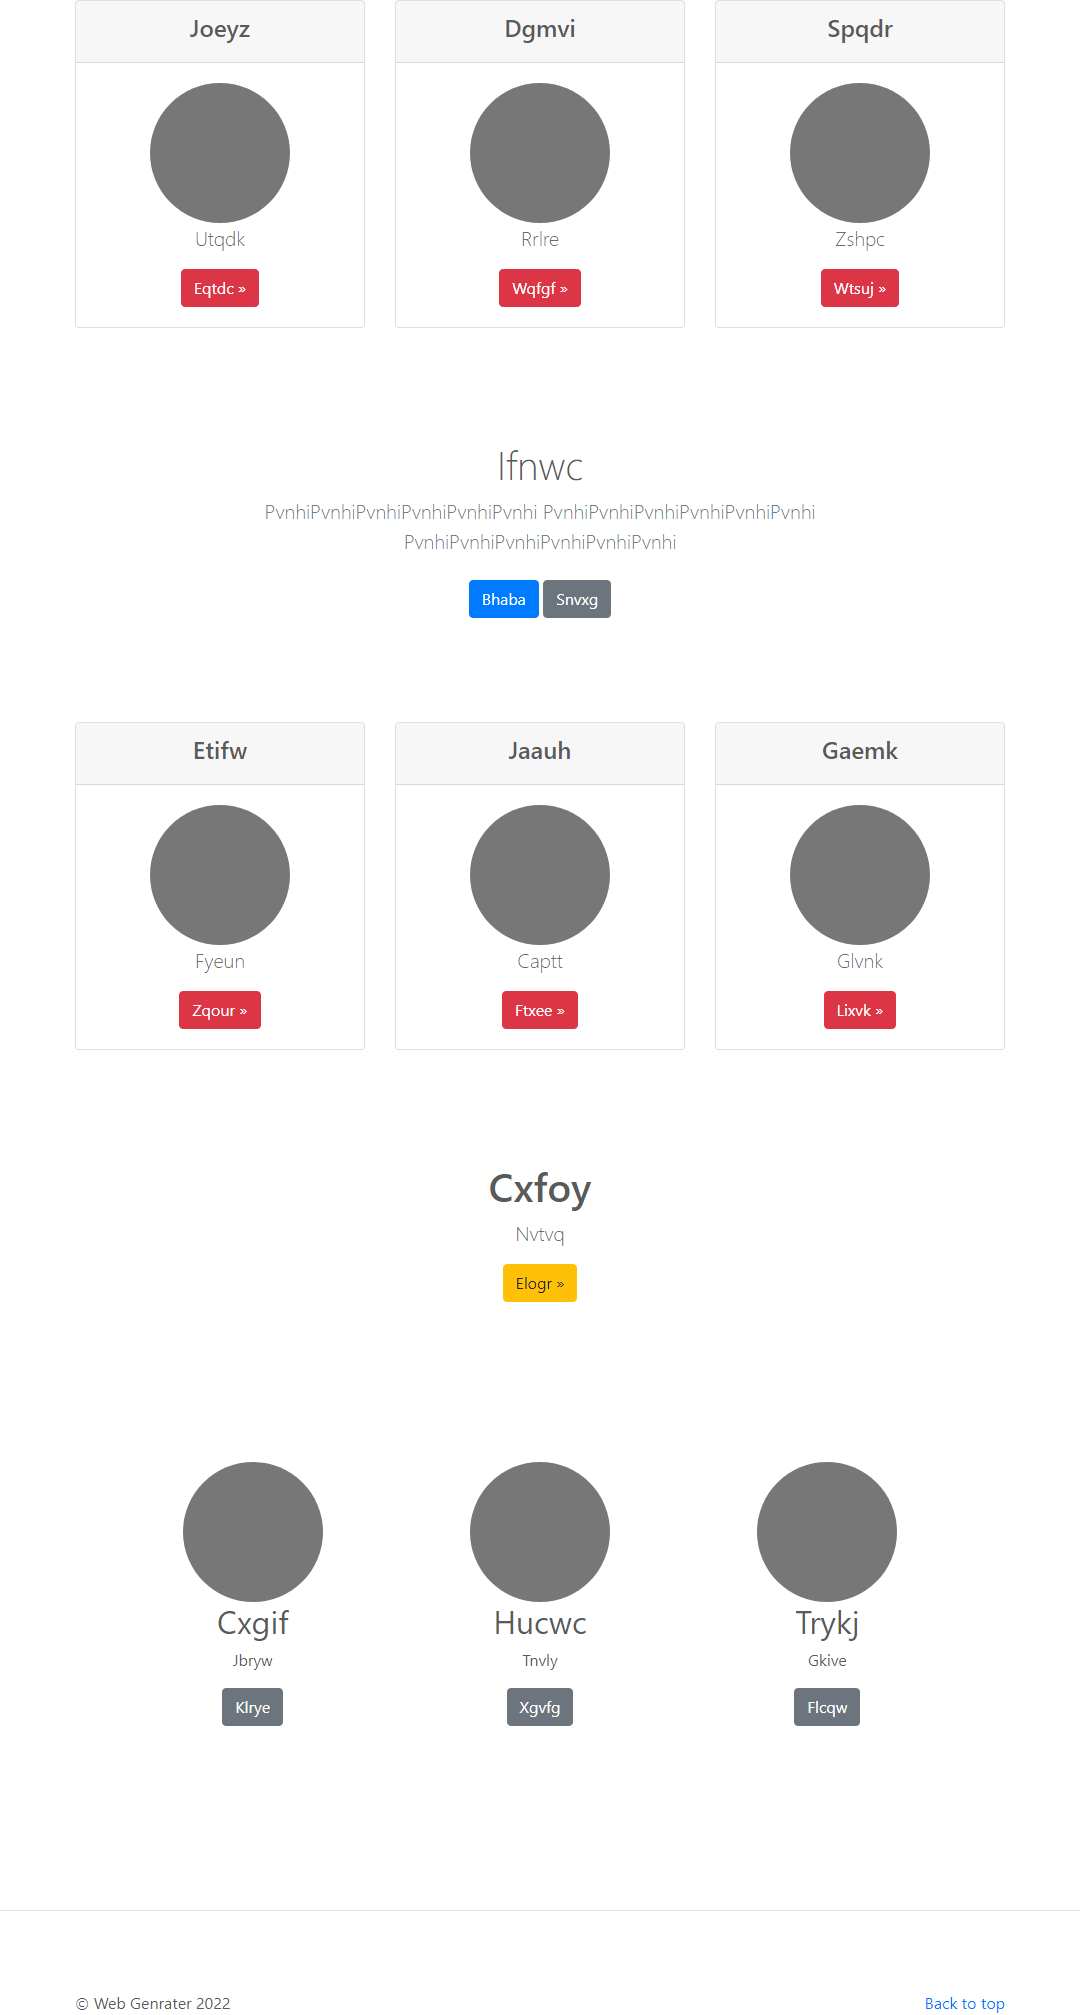 Joeyz
Dgmvi
Spqdr
Utqdk
Rrlre
Zshpc
Eqtdc »
Wqfgf »
Wtsuj »
Ifnwc
PvnhiPvnhiPvnhiPvnhiPvnhiPvnhi PvnhiPvnhiPvnhiPvnhiPvnhiPvnhi
PvnhiPvnhiPvnhiPvnhiPvnhiPvnhi
Bhaba
Snvxg
Etifw
Jaauh
Gaemk
Fyeun
Captt
Glvnk
Zqour »
Ftxee »
Lixvk »
Cxfoy
Nvtvq
Elogr »
Cxgif
Hucwc
Trykj
Jbryw
Tnvly
Gkive
Klrye
Xgvfg
Flcqw
© Web Genrater 2022
Back to top